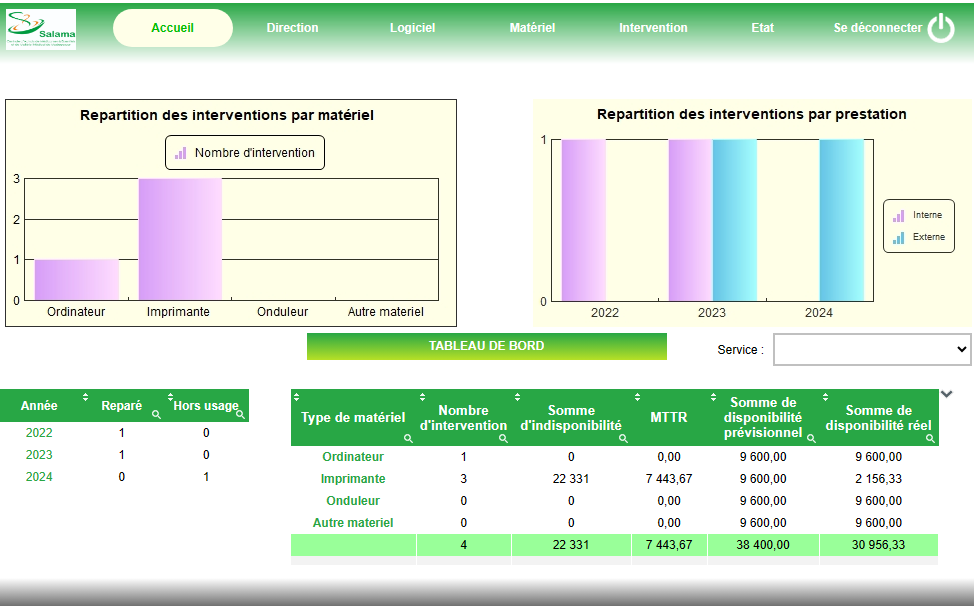 Salama
Accueil
Direction
Logiciel
Matériel
Intervention
Etat
Se déconnecter
Repartition des interventions par matériel
Nombre d'intervention
3
2
1
0
Ordinateur
Imprimante
Onduleur
Autre materiel
Repartition des interventions par prestation
1
0
2022
2023
2024
Interne
Externe
TABLEAU DE BORD
Service :
Année Reparé Hors usage
2022 1 0
2023 1 0
2024 0 1
Type de matériel
Nombre
d'intervention
Somme
d'indisponibilité
MTTR
Somme de
disponibilité
prévisionnel
Somme de
disponibilité réel
Ordinateur 1 0 0,00 9 600,00 9 600,00
Imprimante 3 22 331 7 443,67 9 600,00 2 156,33
Onduleur 0 0 0,00 9 600,00 9 600,00
Autre materiel 0 0 0,00 9 600,00 9 600,00
4 22 331 7 443,67 38 400,00 30 956,33